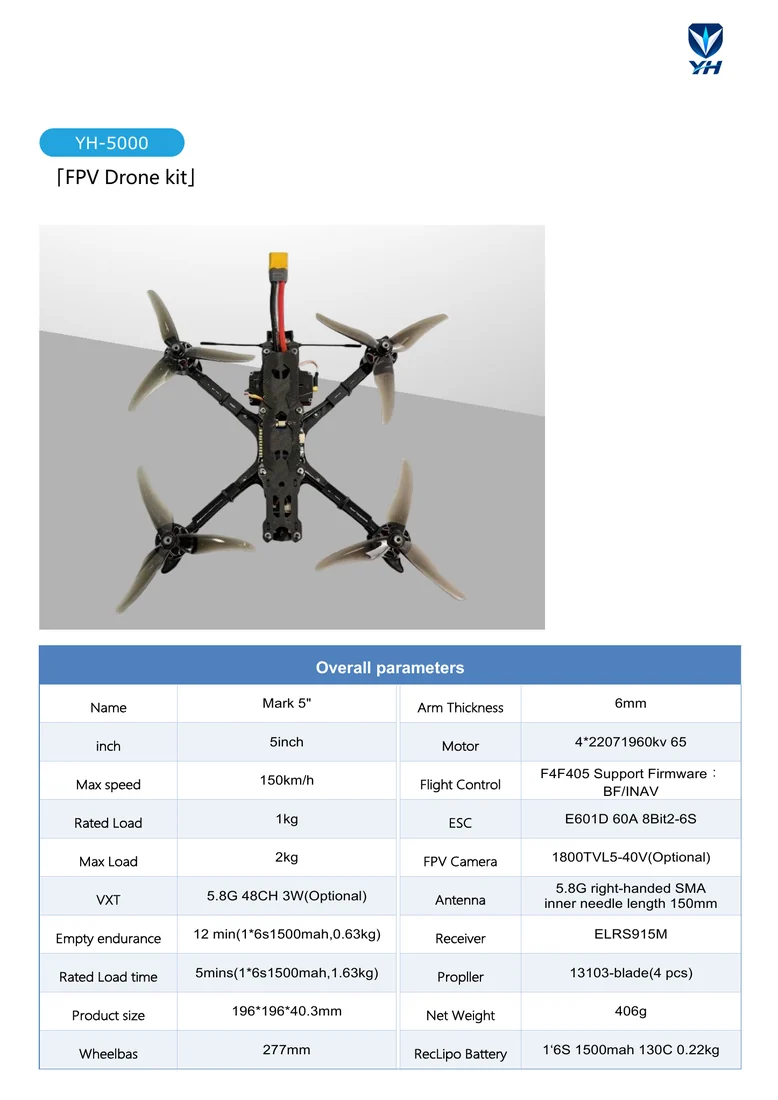 YH
YH-5000
「FPV Drone kit」
Overall parameters
Name Mark 5" Arm Thickness 6mm
inch 5inch Motor 4*22071960kv 65
Max speed 150km/h Flight Control F4F405 Support Firmware：
BF/INAV
Rated Load 1kg ESC E601D 60A 8Bit2-6S
Max Load 2kg FPV Camera 1800TVL5-40V(Optional)
VXT 5.8G 48CH 3W(Optional) Antenna 5.8G right-handed SMA
inner needle length 150mm
Empty endurance 12 min(1*6s1500mah,0.63kg) Receiver ELRS915M
Rated Load time 5mins(1*6s1500mah,1.63kg) Propller 13103-blade(4 pcs)
Product size 196*196*40.3mm Net Weight 406g
Wheelbas 277mm RecLipo Battery 1‘6S 1500mah 130C 0.22kg